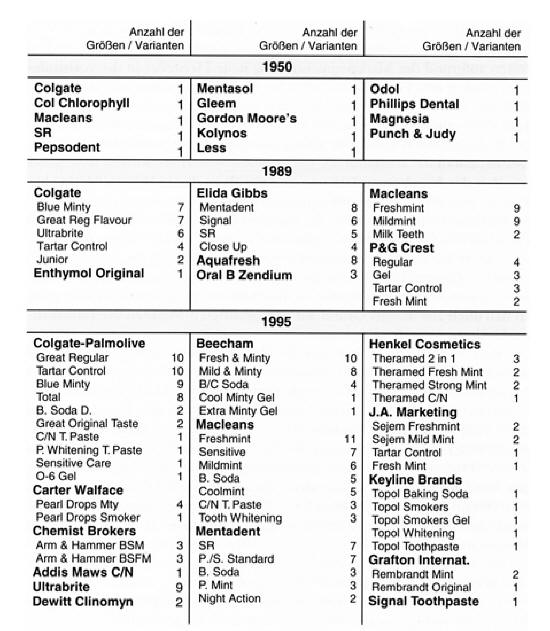 Anzahl der
Größen / Varianten
Anzahl der
Größen / Varianten
Anzahl der
Größen / Varianten
1950
Colgate 1
Col Chlorophyll 1
Macleans 1
SR 1
Pepsodent 1
Mentasol 1
Gleem 1
Gordon Moore's 1
Kolynos 1
Less 1
Odol 1
Phillips Dental 1
Magnesia 1
Punch & Judy 1
1989
Colgate
Blue Minty 7
Great Reg Flavour 7
Ultrabrite 6
Tartar Control 4
Junior 2
Enthymol Original 1
Elida Gibbs
Mentadent 8
Signal 6
SR 5
Close Up 4
Aquafresh 8
Oral B Zendium 3
Macleans
Freshmint 9
Mildmint 9
Milk Teeth 2
P&G Crest
Regular 4
Gel 3
Tartar Control 3
Fresh Mint 2
1995
Colgate-Palmolive
Great Regular 10
Tartar Control 10
Blue Minty 9
Total 8
B. Soda D. 2
Great Original Taste 2
C/N T. Paste 1
P. Whitening T. Paste 1
Sensitive Care 1
O-6 Gel 1
Carter Walface
Pearl Drops Mty 4
Pearl Drops Smoker 1
Chemist Brokers
Arm & Hammer BSM 3
Arm & Hammer BSFM 3
Addis Maws C/N 1
Ultrabrite 9
Dewitt Clinomyn 2
Beecham
Fresh & Minty 10
Mild & Minty 8
B/C Soda 4
Cool Minty Gel 1
Extra Minty Gel 1
Macleans
Freshmint 11
Sensitive 7
Mildmint 6
B. Soda 5
Coolmint 5
C/N T. Paste 3
Tooth Whitening 3
Mentadent
SR 7
P./S. Standard 7
B. Soda 3
P. Mint 3
Night Action 2
Henkel Cosmetics
Theramed 2 in 1 3
Theramed Fresh Mint 2
Theramed Strong Mint 2
Theramed C/N 1
J.A. Marketing
Sejem Freshmint 2
Sejem Mild Mint 2
Tartar Control 1
Fresh Mint 1
Keyline Brands
Topol Baking Soda 1
Topol Smokers 1
Topol Smokers Gel 1
Topol Whitening 1
Topol Toothpaste 1
Grafton Internat.
Rembrandt Mint 2
Rembrandt Original 1
Signal Toothpaste 1